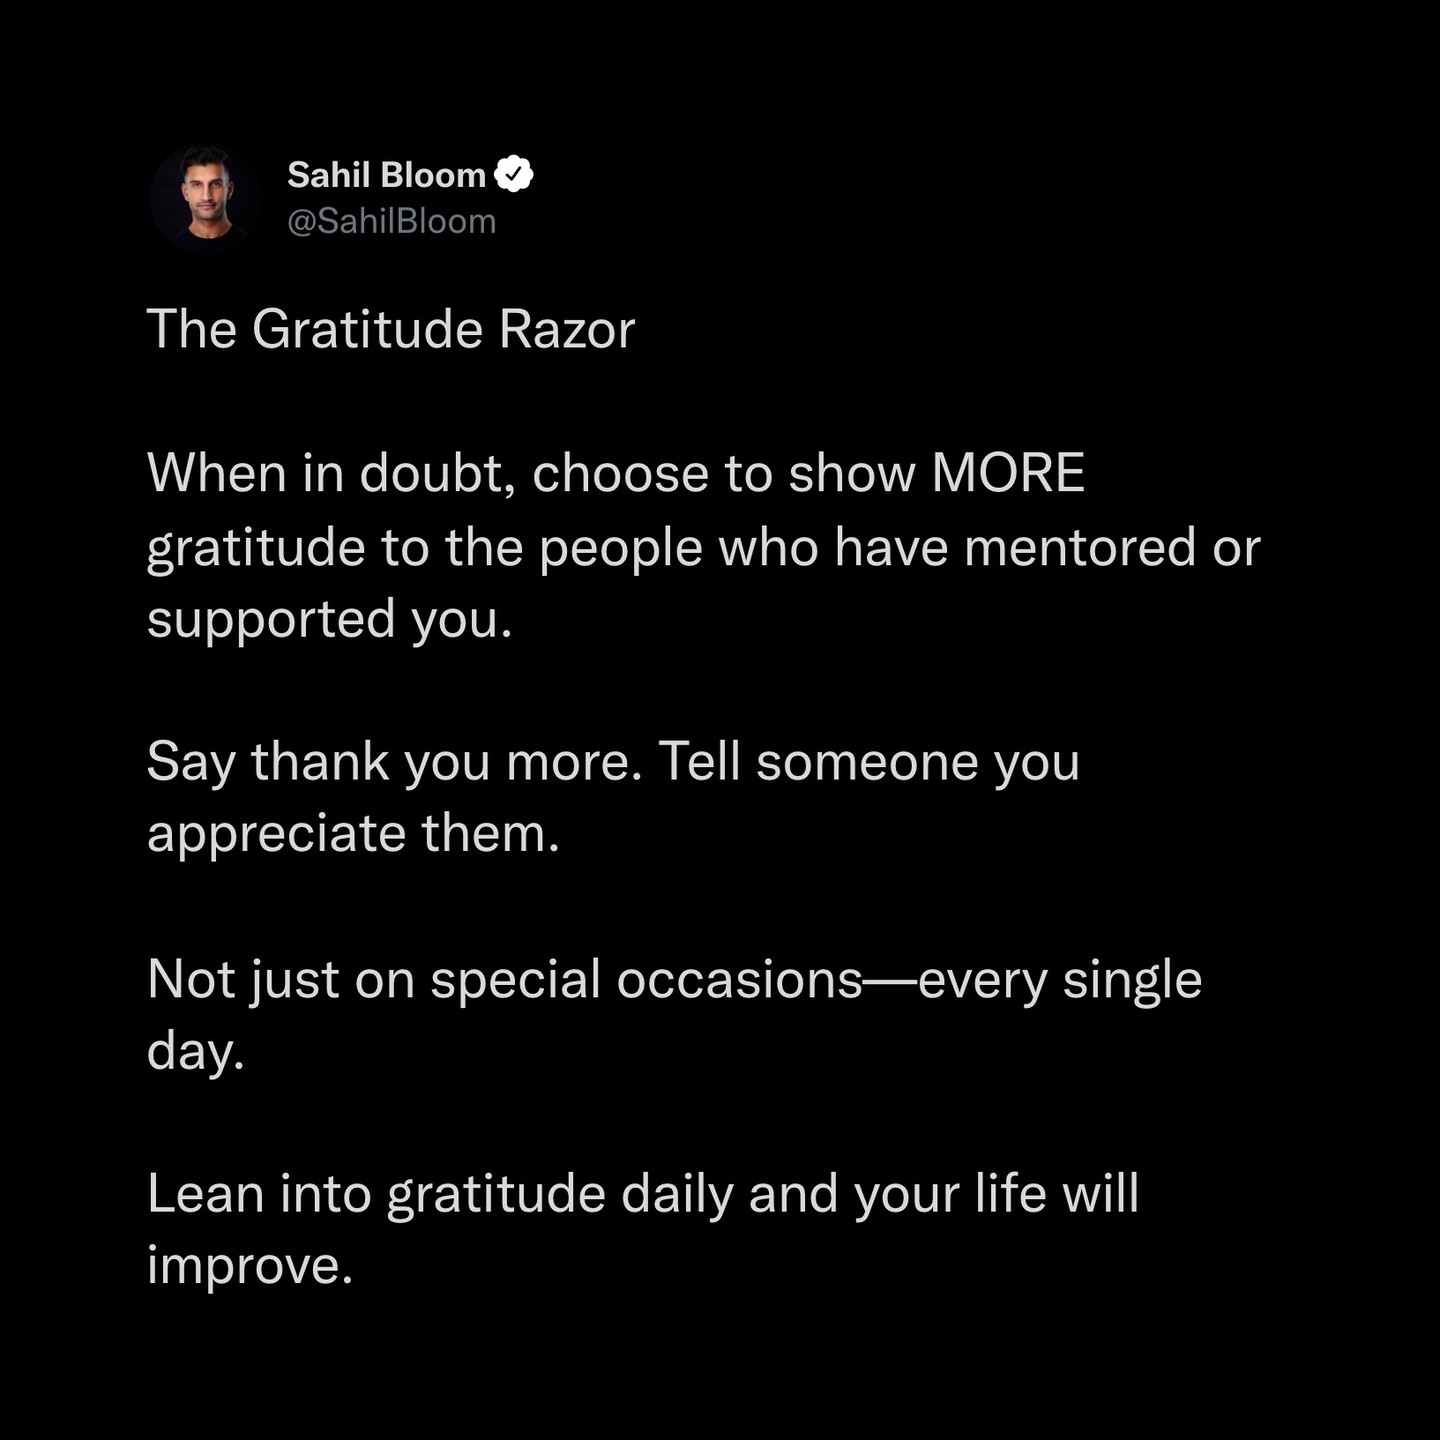 Sahil Bloom
@SahilBloom
The Gratitude Razor
When in doubt, choose to show MORE
gratitude to the people who have mentored or
supported you.
Say thank you more. Tell someone you
appreciate them.
Not just on special occasions—every single
day.
Lean into gratitude daily and your life will
improve.